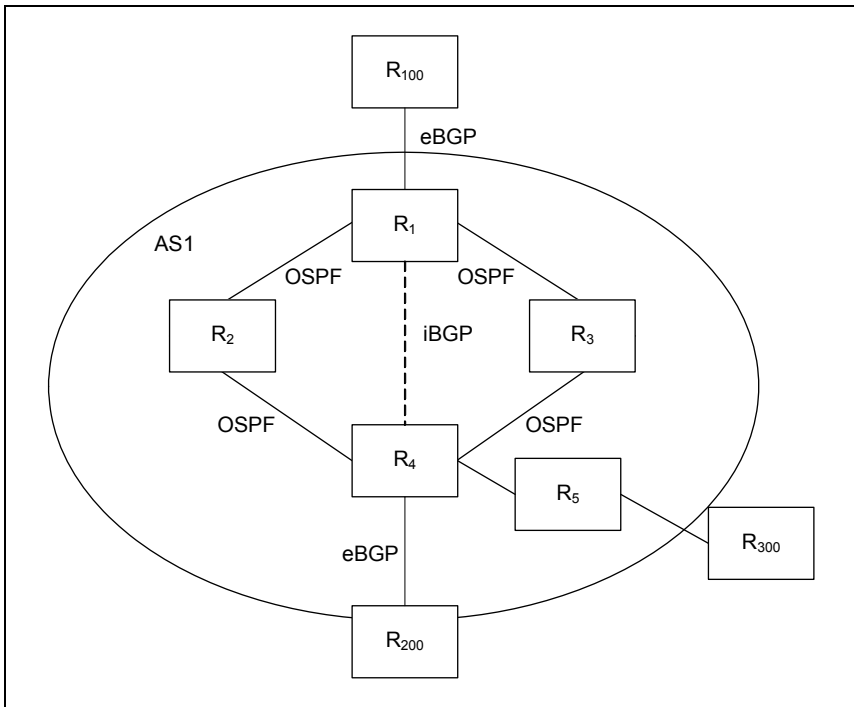 R100
eBGP
R1
AS1
OSPF
OSPF
R2
iBGP
R3
OSPF
OSPF
R4
R5
eBGP
R300
R200